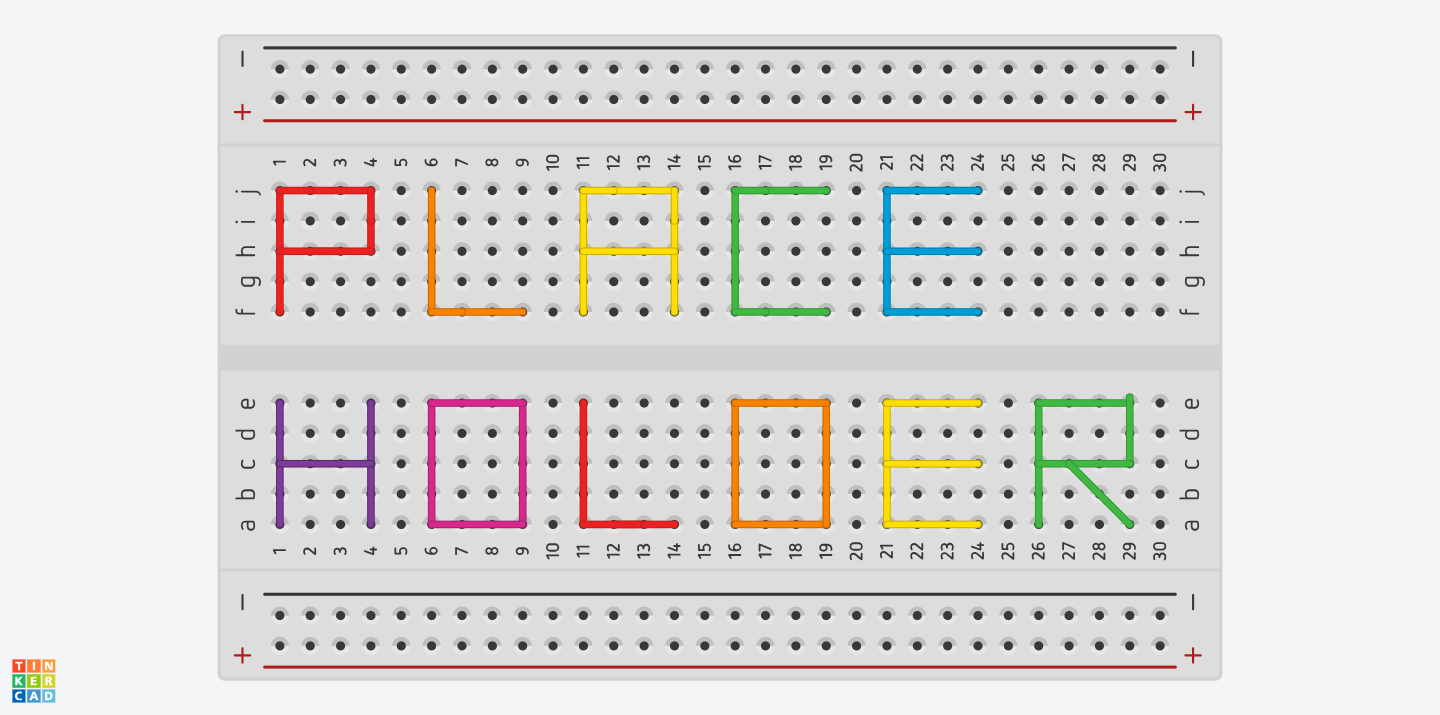 − −
+ +
1 2 3 4 5 6 7 8 9 10 11 12 13 14 15 16 17 18 19 20 21 22 23 24 25 26 27 28 29 30
PLACE
j j
i i
h h
g g
f f
HOLDER
e e
d d
c c
b b
a a
1 2 3 4 5 6 7 8 9 10 11 12 13 14 15 16 17 18 19 20 21 22 23 24 25 26 27 28 29 30
− −
+ +
TIN
KER
CAD